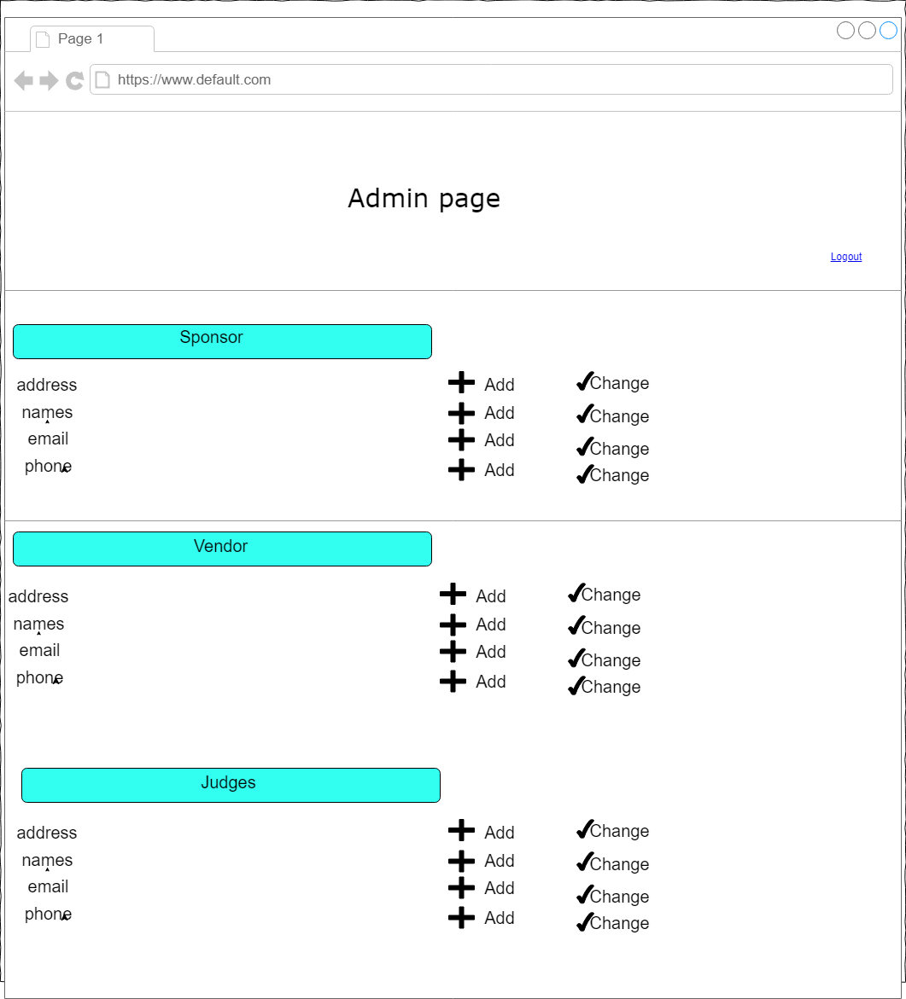 Page 1
https://www.default.com
Admin page
Logout
Sponsor
address Add Change
names Add Change
email Add Change
phone Add Change
Vendor
address Add Change
names Add Change
email Add Change
phone Add Change
Judges
address Add Change
names Add Change
email Add Change
phone Add Change